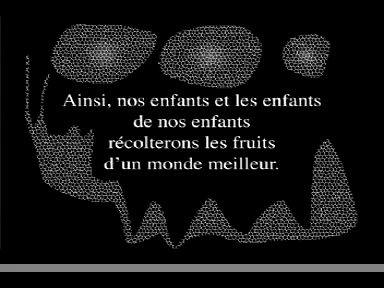 Ainsi, nos enfants et les enfants
de nos enfants
récolterons les fruits
d'un monde meilleur.